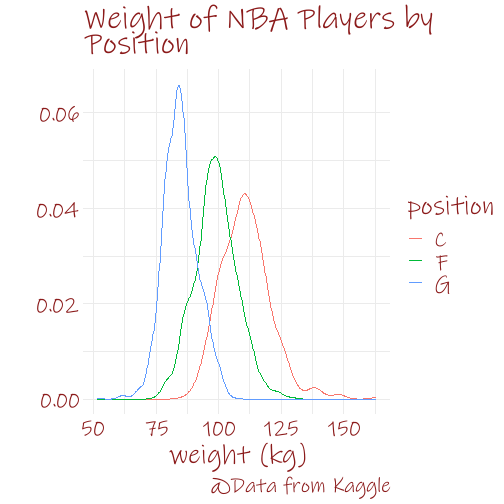 Weight of NBA Players by
Position
0.06
0.04
0.02
0.00
50 75 100 125 150
weight (kg)
position
C
F
G
@Data from Kaggle